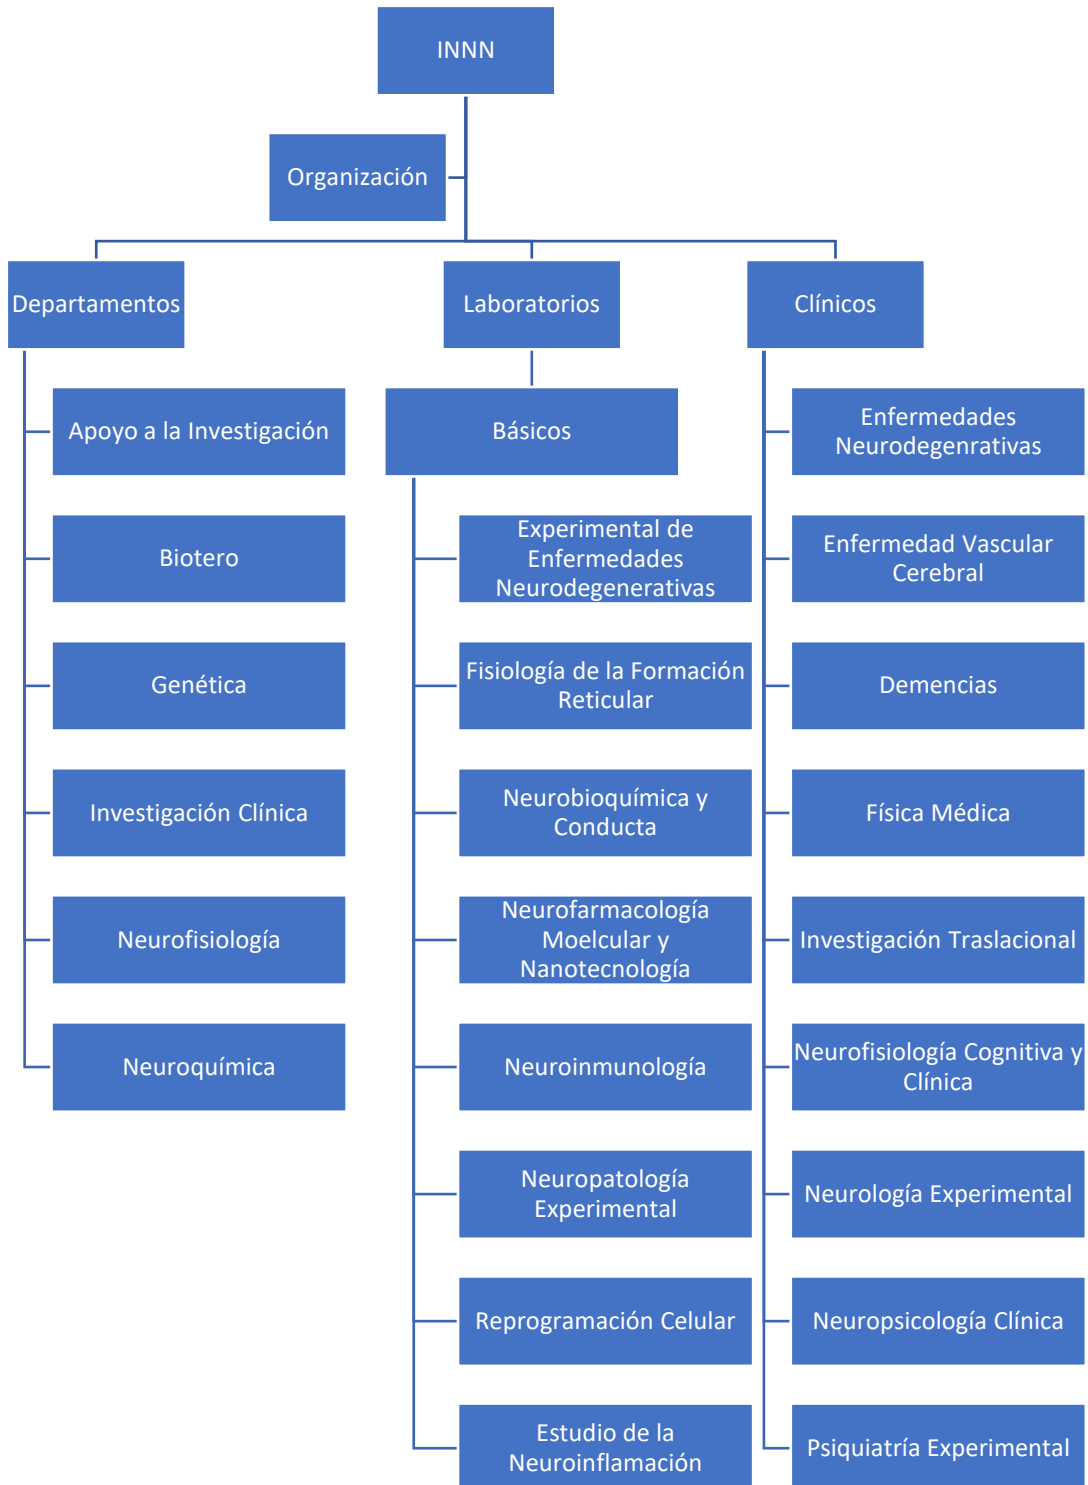 INNN
Organización
Departamentos
Laboratorios
Clínicos
Apoyo a la Investigación
Biotero
Genética
Investigación Clínica
Neurofisiología
Neuroquímica
Básicos
Experimental de
Enfermedades
Neurodegenerativas
Fisiología de la Formación
Reticular
Neurobioquímica y
Conducta
Neurofarmacología
Moelcular y
Nanotecnología
Neuroinmunología
Neuropatología
Experimental
Reprogramación Celular
Estudio de la
Neuroinflamación
Enfermedades
Neurodegenrativas
Enfermedad Vascular
Cerebral
Demencias
Física Médica
Investigación Traslacional
Neurofisiología Cognitiva y
Clínica
Neurología Experimental
Neuropsicología Clínica
Psiquiatría Experimental